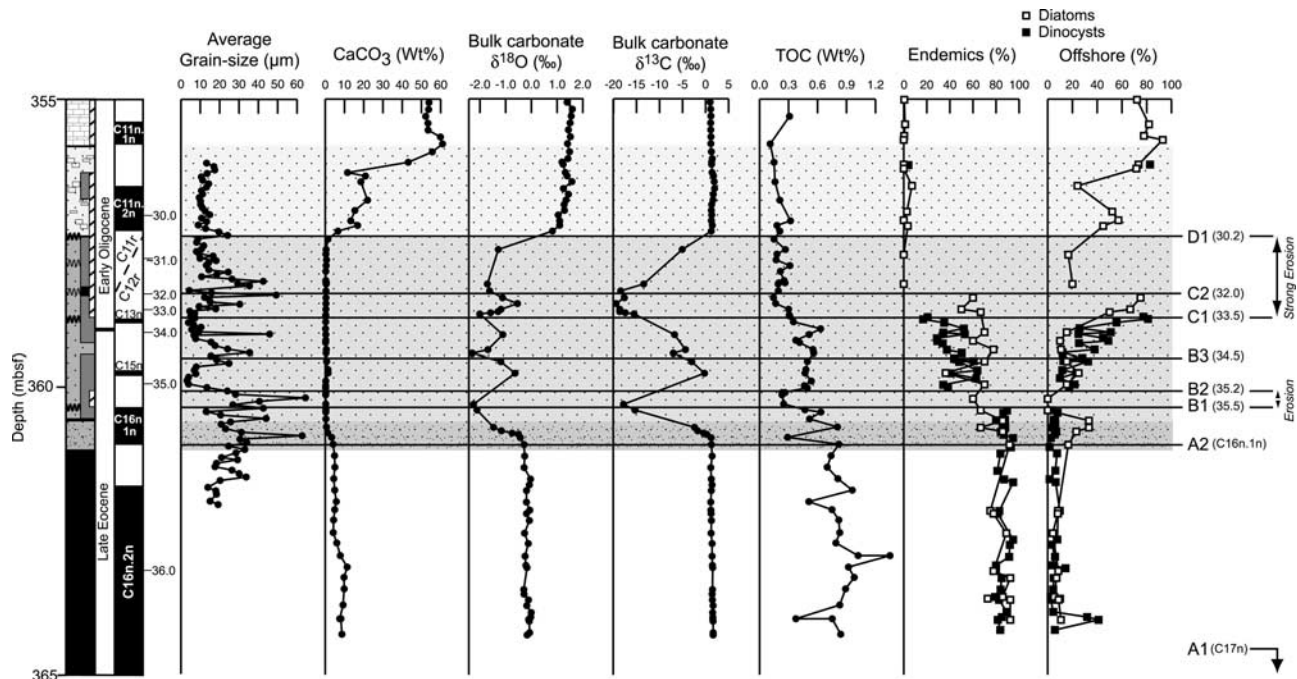 □ Diatoms
■ Dinocysts
Average
Grain-size (µm)
CaCO₃ (Wt%)
Bulk carbonate
δ¹⁸O (‰)
Bulk carbonate
δ¹³C (‰)
TOC (Wt%)
Endemics (%)
Offshore (%)
0 10 20 30 40 50 60
0 10 20 30 40 50 60
-2.0 -1.0 0.0 1.0 2.0
-20 -15 -10 -5 0 5
0 0.3 0.6 0.9 1.2
0 20 40 60 80 100
0 20 40 60 80 100
355
360
365
Depth (mbsf)
Early Oligocene
Late Eocene
C11n.
1n
C11n.
2n
C11r
C12r
C13n
C15n
C16n
1n
C16n.2n
30.0
31.0
32.0
33.0
34.0
35.0
36.0
D1 (30.2)
C2 (32.0)
C1 (33.5)
B3 (34.5)
B2 (35.2)
B1 (35.5)
A2 (C16n.1n)
A1 (C17n)
Strong Erosion
Erosion